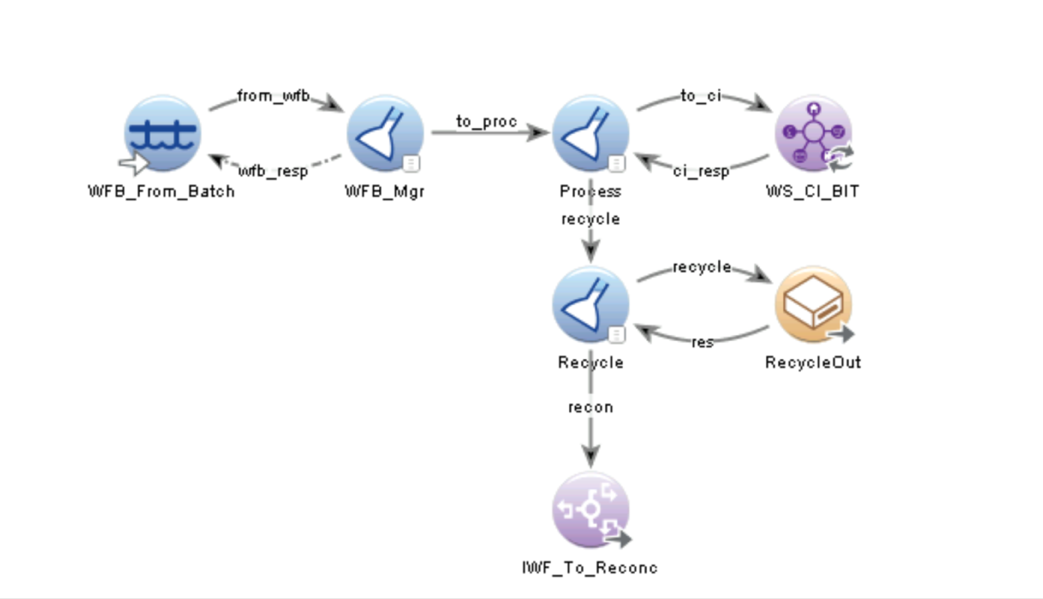 from_wfb
to_ci
to_proc
wfb_resp
ci_resp
WFB_From_Batch
WFB_Mgr
Process
WS_CI_BIT
recycle
recycle
res
Recycle
RecycleOut
recon
IWF_To_Reconc